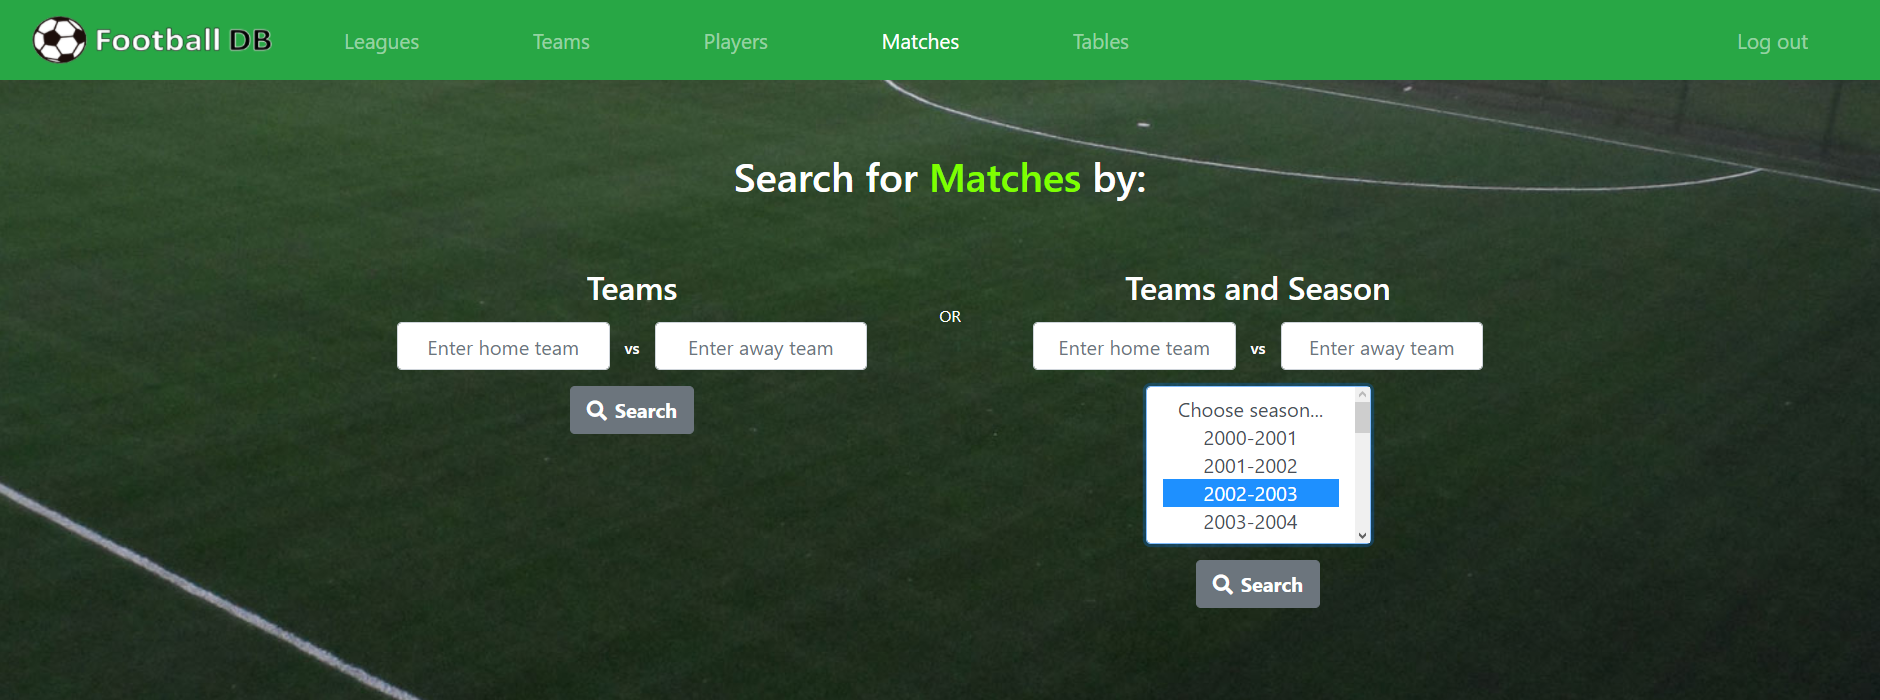 Football DB
Leagues
Teams
Players
Matches
Tables
Log out
Search for Matches by:
Teams
Enter home team
vs
Enter away team
Search
OR
Teams and Season
Enter home team
vs
Enter away team
Choose season...
2000-2001
2001-2002
2002-2003
2003-2004
Search